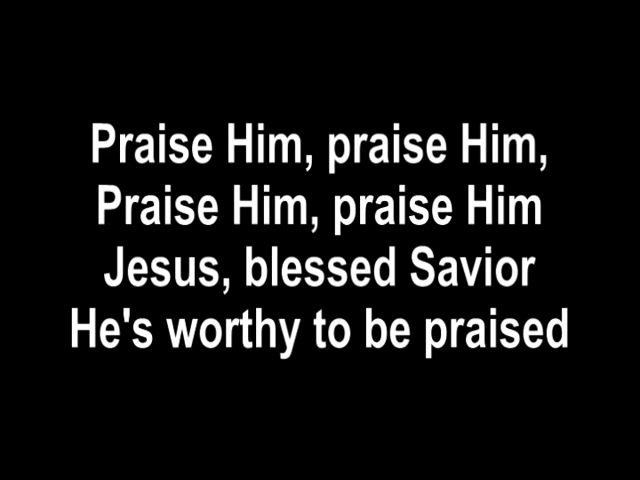 Praise Him, praise Him,
Praise Him, praise Him
Jesus, blessed Savior
He's worthy to be praised